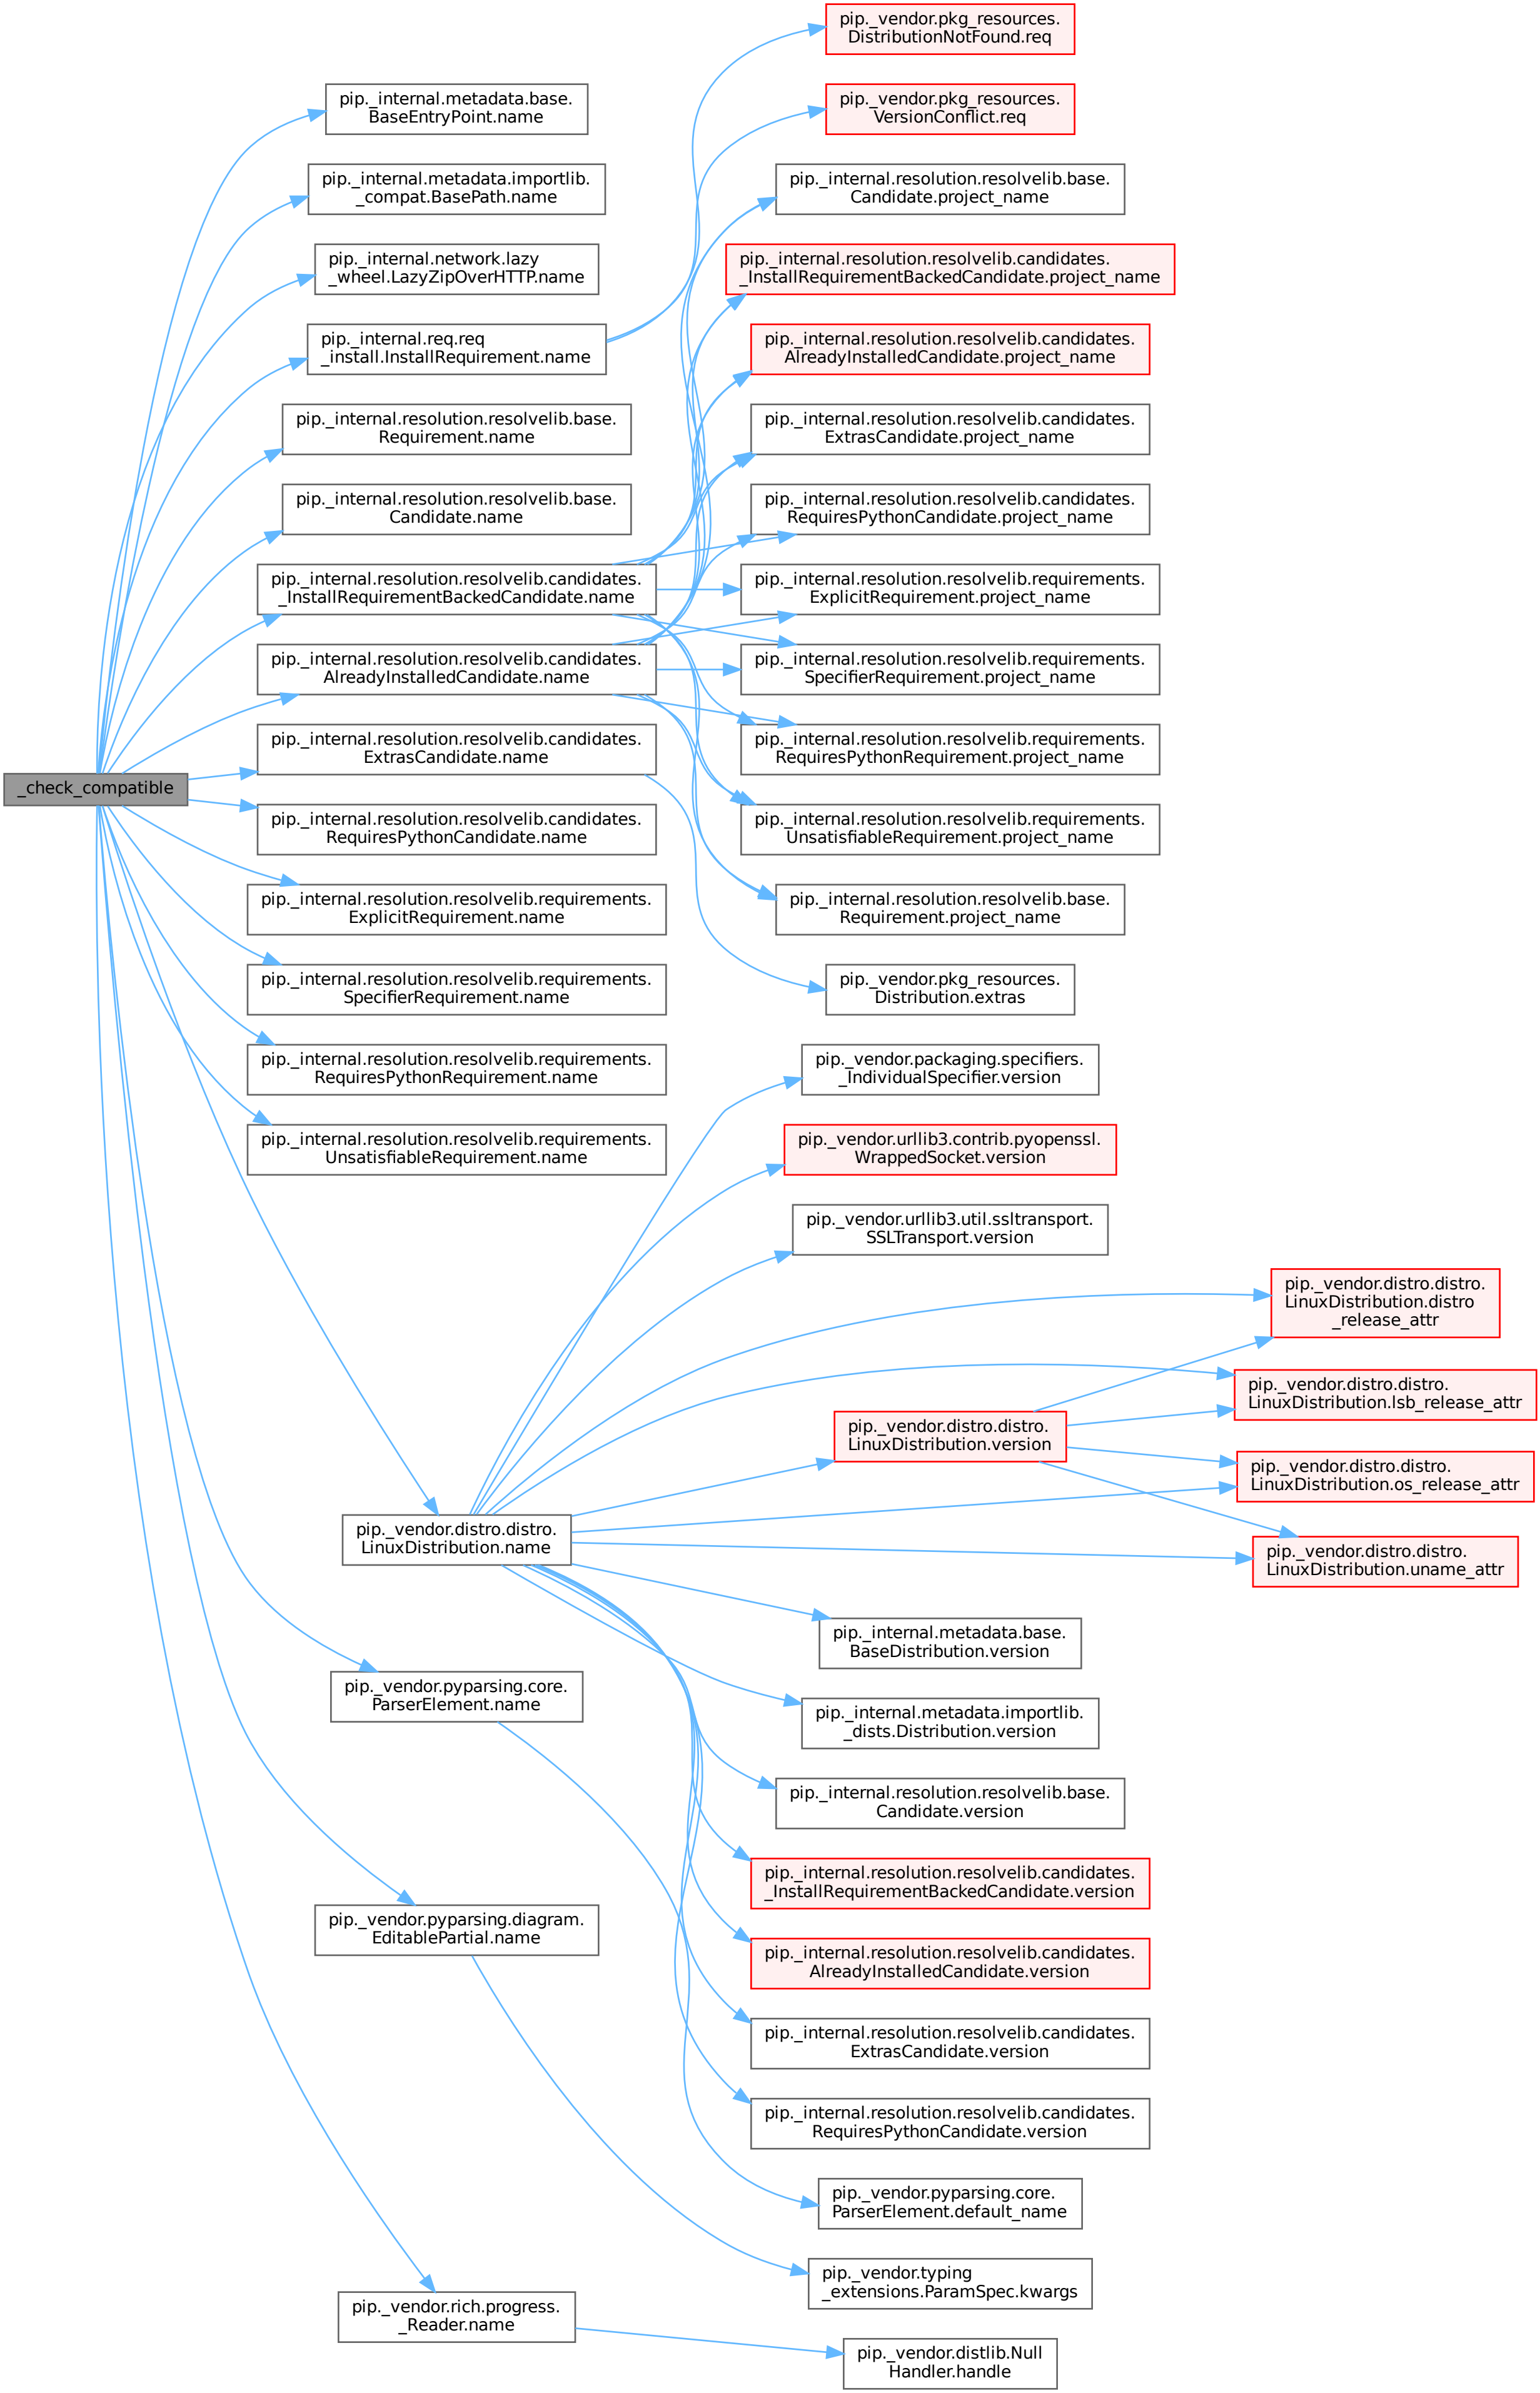 _check_compatible
pip._internal.metadata.base.
BaseEntryPoint.name
pip._internal.metadata.importlib.
_compat.BasePath.name
pip._internal.network.lazy
_wheel.LazyZipOverHTTP.name
pip._internal.req.req
_install.InstallRequirement.name
pip._internal.resolution.resolvelib.base.
Requirement.name
pip._internal.resolution.resolvelib.base.
Candidate.name
pip._internal.resolution.resolvelib.candidates.
_InstallRequirementBackedCandidate.name
pip._internal.resolution.resolvelib.candidates.
AlreadyInstalledCandidate.name
pip._internal.resolution.resolvelib.candidates.
ExtrasCandidate.name
pip._internal.resolution.resolvelib.candidates.
RequiresPythonCandidate.name
pip._internal.resolution.resolvelib.requirements.
ExplicitRequirement.name
pip._internal.resolution.resolvelib.requirements.
SpecifierRequirement.name
pip._internal.resolution.resolvelib.requirements.
RequiresPythonRequirement.name
pip._internal.resolution.resolvelib.requirements.
UnsatisfiableRequirement.name
pip._vendor.distro.distro.
LinuxDistribution.name
pip._vendor.pyparsing.core.
ParserElement.name
pip._vendor.pyparsing.diagram.
EditablePartial.name
pip._vendor.rich.progress.
_Reader.name
pip._vendor.pkg_resources.
DistributionNotFound.req
pip._vendor.pkg_resources.
VersionConflict.req
pip._internal.resolution.resolvelib.base.
Candidate.project_name
pip._internal.resolution.resolvelib.candidates.
_InstallRequirementBackedCandidate.project_name
pip._internal.resolution.resolvelib.candidates.
AlreadyInstalledCandidate.project_name
pip._internal.resolution.resolvelib.candidates.
ExtrasCandidate.project_name
pip._internal.resolution.resolvelib.candidates.
RequiresPythonCandidate.project_name
pip._internal.resolution.resolvelib.requirements.
ExplicitRequirement.project_name
pip._internal.resolution.resolvelib.requirements.
SpecifierRequirement.project_name
pip._internal.resolution.resolvelib.requirements.
RequiresPythonRequirement.project_name
pip._internal.resolution.resolvelib.requirements.
UnsatisfiableRequirement.project_name
pip._internal.resolution.resolvelib.base.
Requirement.project_name
pip._vendor.pkg_resources.
Distribution.extras
pip._vendor.packaging.specifiers.
_IndividualSpecifier.version
pip._vendor.urllib3.contrib.pyopenssl.
WrappedSocket.version
pip._vendor.urllib3.util.ssltransport.
SSLTransport.version
pip._vendor.distro.distro.
LinuxDistribution.version
pip._internal.metadata.base.
BaseDistribution.version
pip._internal.metadata.importlib.
_dists.Distribution.version
pip._internal.resolution.resolvelib.base.
Candidate.version
pip._internal.resolution.resolvelib.candidates.
_InstallRequirementBackedCandidate.version
pip._internal.resolution.resolvelib.candidates.
AlreadyInstalledCandidate.version
pip._internal.resolution.resolvelib.candidates.
ExtrasCandidate.version
pip._internal.resolution.resolvelib.candidates.
RequiresPythonCandidate.version
pip._vendor.pyparsing.core.
ParserElement.default_name
pip._vendor.typing
_extensions.ParamSpec.kwargs
pip._vendor.distlib.Null
Handler.handle
pip._vendor.distro.distro.
LinuxDistribution.distro
_release_attr
pip._vendor.distro.distro.
LinuxDistribution.lsb_release_attr
pip._vendor.distro.distro.
LinuxDistribution.os_release_attr
pip._vendor.distro.distro.
LinuxDistribution.uname_attr